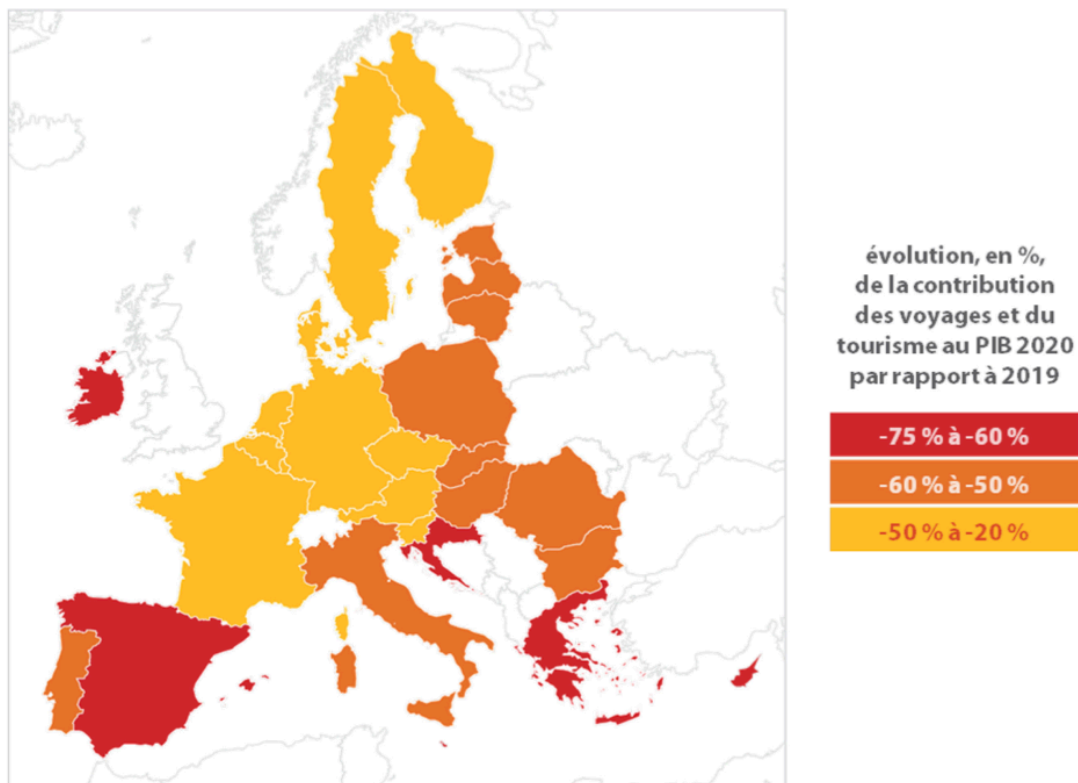 évolution, en %,
de la contribution
des voyages et du
tourisme au PIB 2020
par rapport à 2019
-75 % à -60 %
-60 % à -50 %
-50 % à -20 %